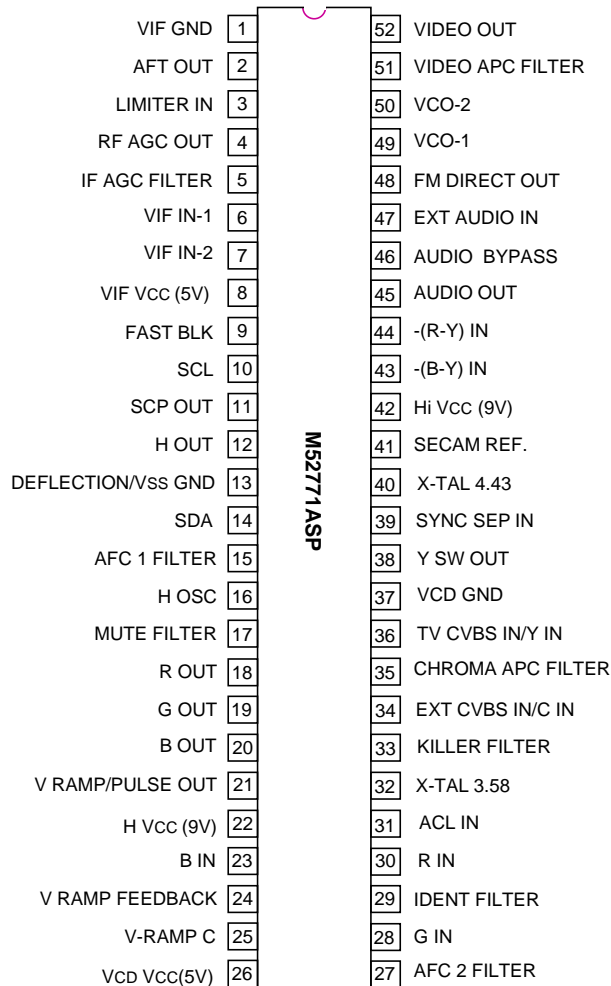 VIF GND 1
AFT OUT 2
LIMITER IN 3
RF AGC OUT 4
IF AGC FILTER 5
VIF IN-1 6
VIF IN-2 7
VIF VCC (5V) 8
FAST BLK 9
SCL 10
SCP OUT 11
H OUT 12
DEFLECTION/VSS GND 13
SDA 14
AFC 1 FILTER 15
H OSC 16
MUTE FILTER 17
R OUT 18
G OUT 19
B OUT 20
V RAMP/PULSE OUT 21
H VCC (9V) 22
B IN 23
V RAMP FEEDBACK 24
V-RAMP C 25
VCD VCC(5V) 26
M52771ASP
52 VIDEO OUT
51 VIDEO APC FILTER
50 VCO-2
49 VCO-1
48 FM DIRECT OUT
47 EXT AUDIO IN
46 AUDIO BYPASS
45 AUDIO OUT
44 -(R-Y) IN
43 -(B-Y) IN
42 Hi VCC (9V)
41 SECAM REF.
40 X-TAL 4.43
39 SYNC SEP IN
38 Y SW OUT
37 VCD GND
36 TV CVBS IN/Y IN
35 CHROMA APC FILTER
34 EXT CVBS IN/C IN
33 KILLER FILTER
32 X-TAL 3.58
31 ACL IN
30 R IN
29 IDENT FILTER
28 G IN
27 AFC 2 FILTER